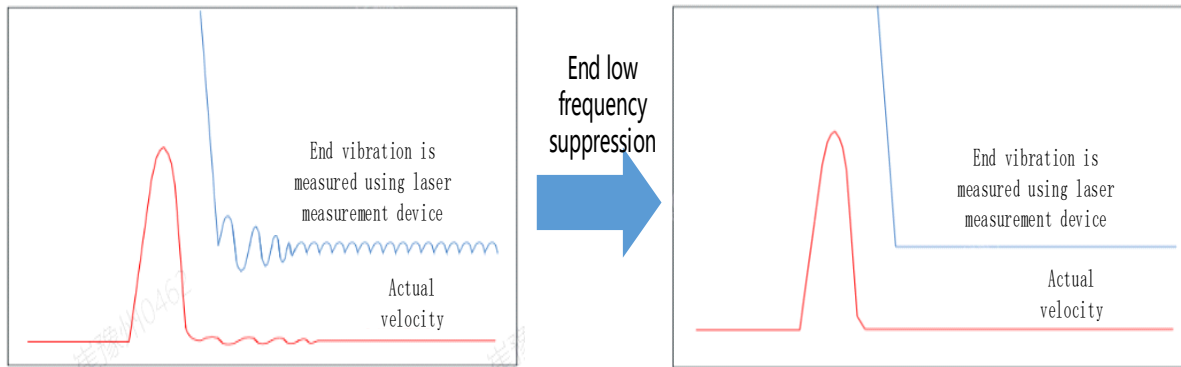 End vibration is
measured using laser
measurement device
Actual
velocity
End low
frequency
suppression
End vibration is
measured using laser
measurement device
Actual
velocity